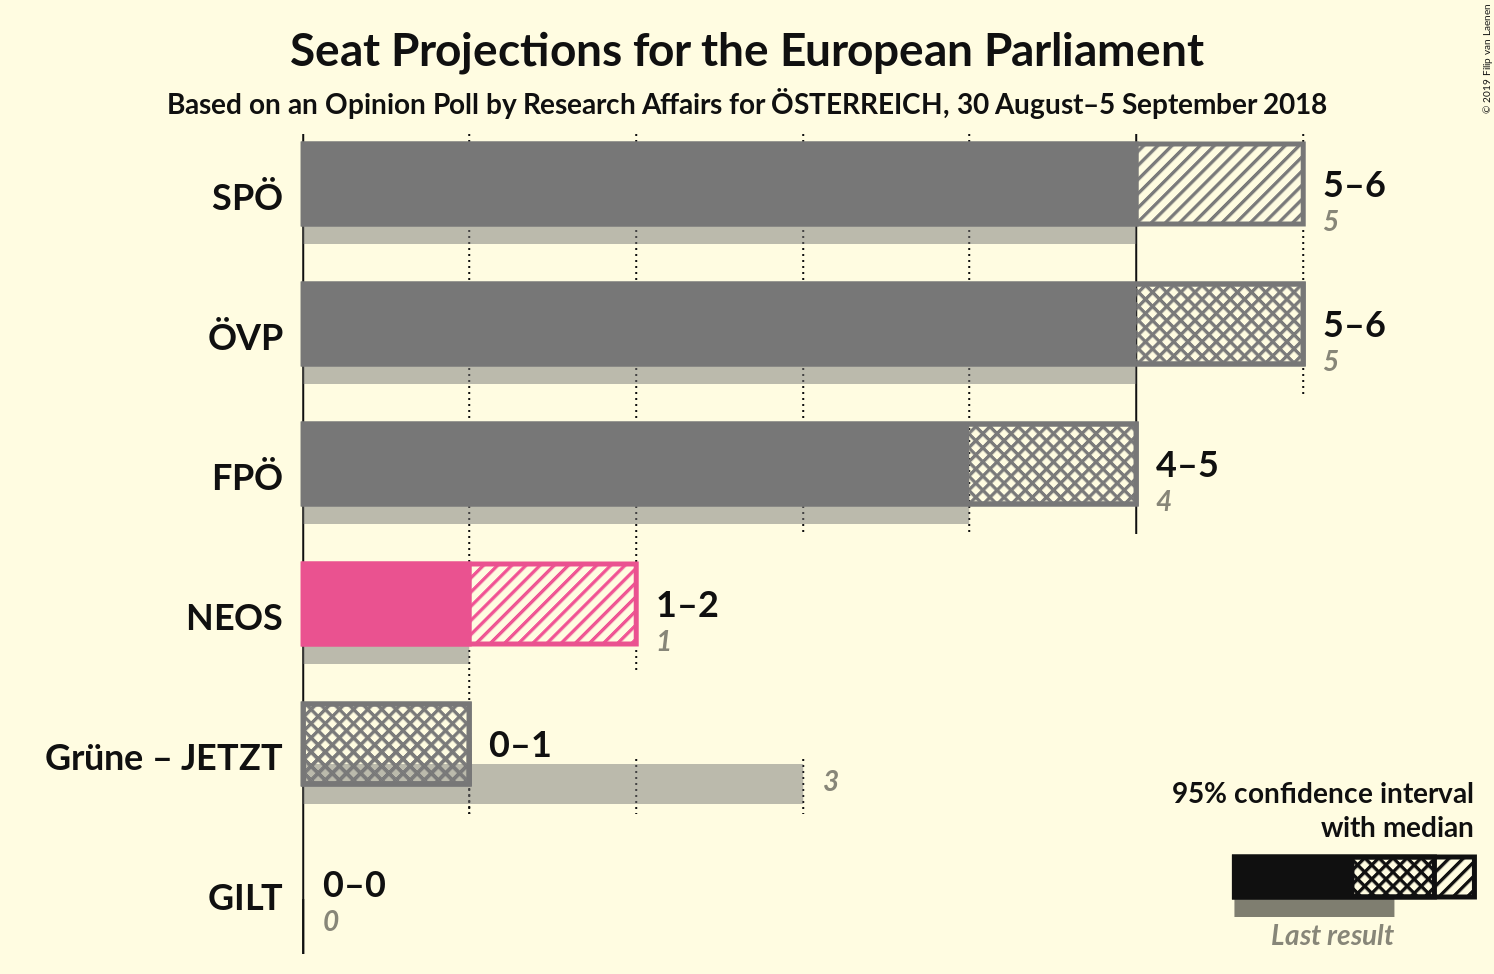 Seat Projections for the European Parliament
Based on an Opinion Poll by Research Affairs for ÖSTERREICH, 30 August–5 September 2018
© 2019 Filip van Laenen
SPÖ
5–6
5
ÖVP
5–6
5
FPÖ
4–5
4
NEOS
1–2
1
Grüne – JETZT
0–1
3
GILT
0–0
0
95% confidence interval
with median
Last result